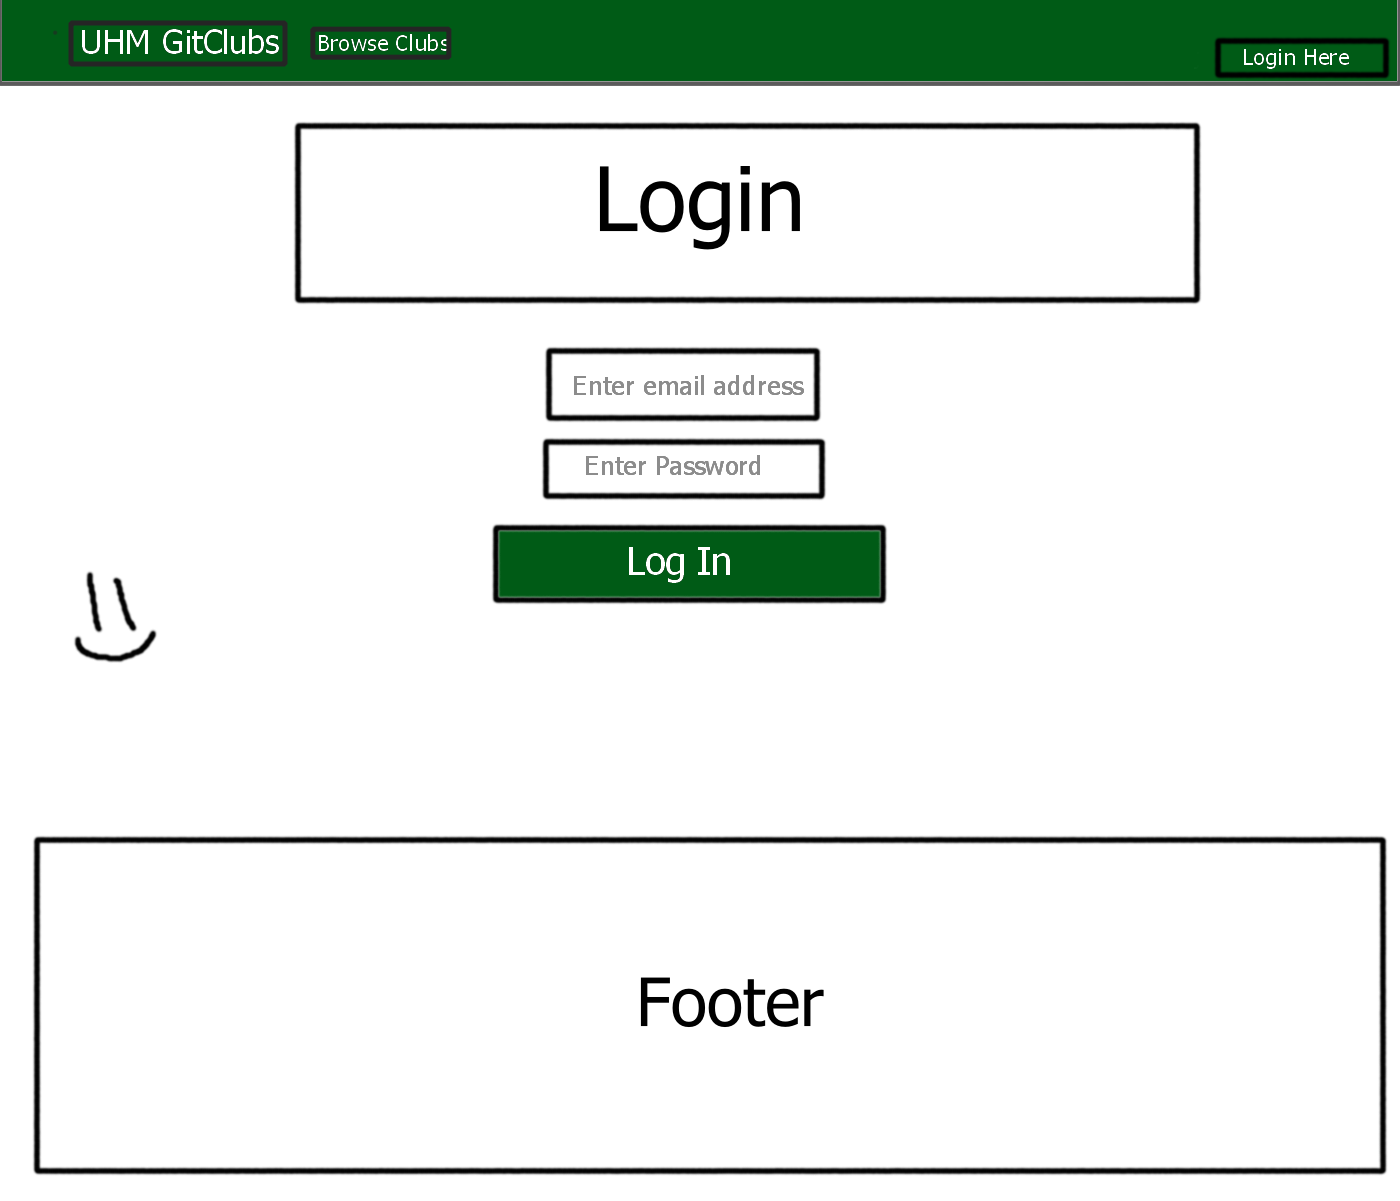 UHM GitClubs
Browse Clubs
Login Here
Login
Enter email address
Enter Password
Log In
Footer